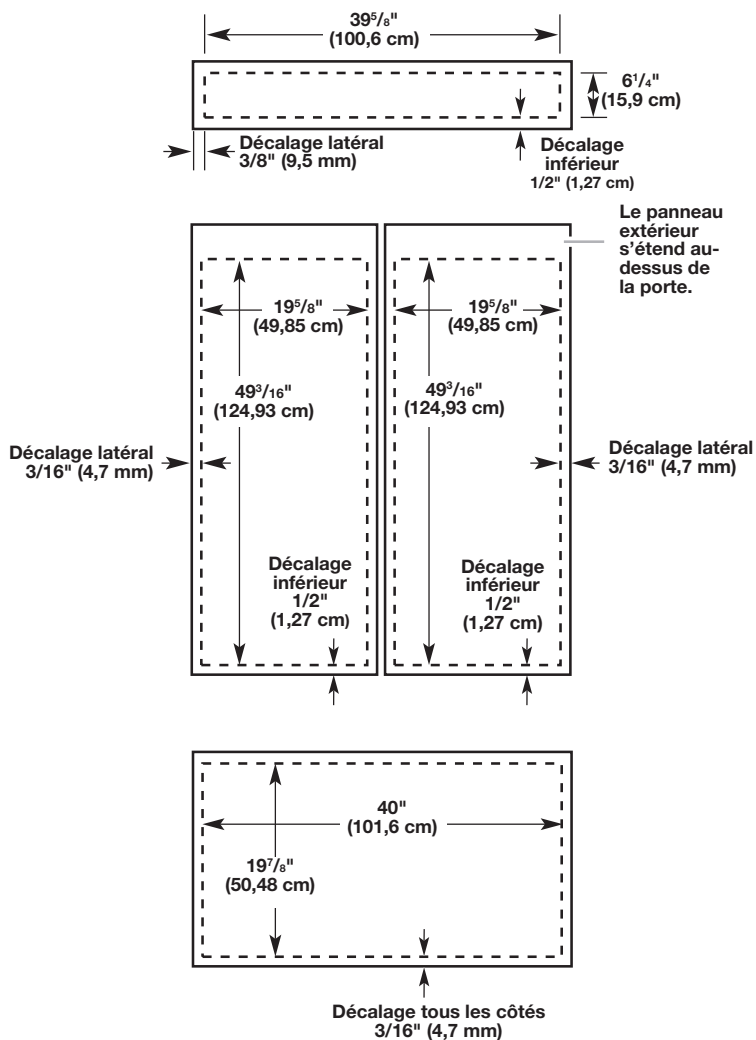 39⁵/₈"
(100,6 cm)
6¹/₄"
(15,9 cm)
Décalage latéral
3/8" (9,5 mm)
Décalage
inférieur
1/2" (1,27 cm)
Le panneau
extérieur
s'étend au-
dessus de
la porte.
19⁵/₈"
(49,85 cm)
19⁵/₈"
(49,85 cm)
49³/₁₆"
(124,93 cm)
49³/₁₆"
(124,93 cm)
Décalage latéral
3/16" (4,7 mm)
Décalage latéral
3/16" (4,7 mm)
Décalage
inférieur
1/2"
(1,27 cm)
Décalage
inférieur
1/2"
(1,27 cm)
40"
(101,6 cm)
19⁷/₈"
(50,48 cm)
Décalage tous les côtés
3/16" (4,7 mm)